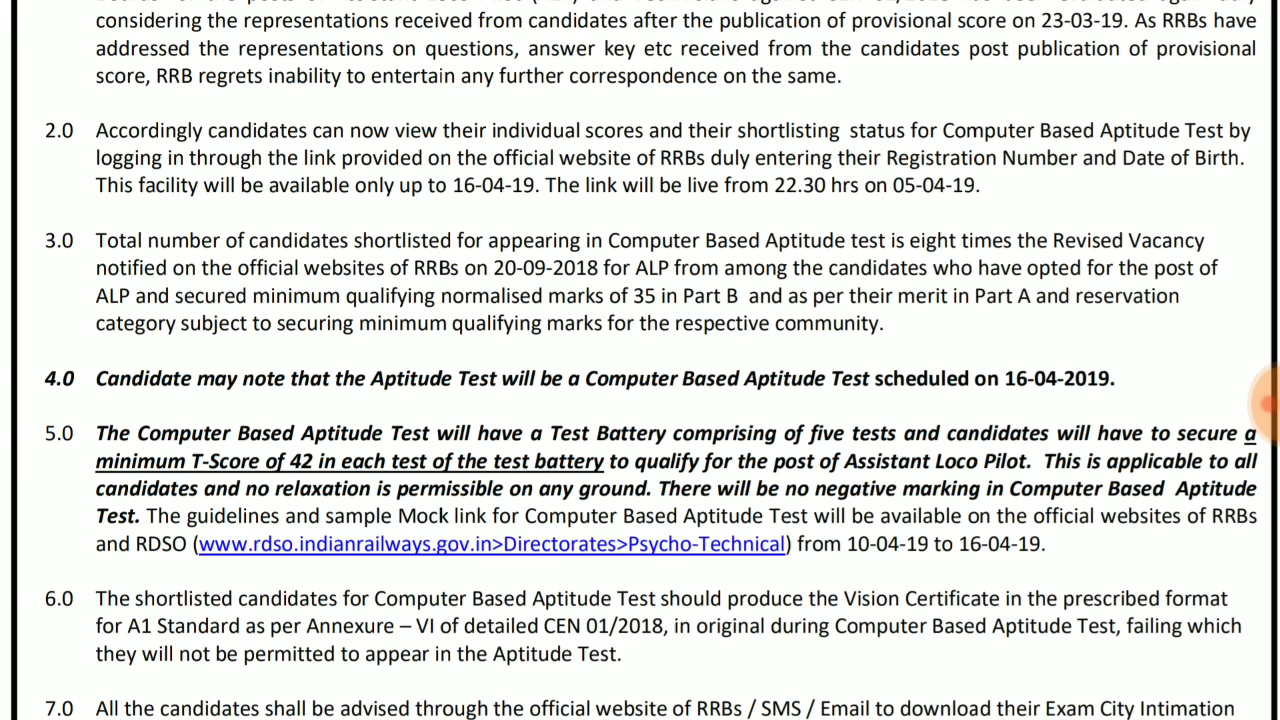 considering the representations received from candidates after the publication of provisional score on 23-03-19. As RRBs have
addressed the representations on questions, answer key etc received from the candidates post publication of provisional
score, RRB regrets inability to entertain any further correspondence on the same.
2.0 Accordingly candidates can now view their individual scores and their shortlisting status for Computer Based Aptitude Test by
logging in through the link provided on the official website of RRBs duly entering their Registration Number and Date of Birth.
This facility will be available only up to 16-04-19. The link will be live from 22.30 hrs on 05-04-19.
3.0 Total number of candidates shortlisted for appearing in Computer Based Aptitude test is eight times the Revised Vacancy
notified on the official websites of RRBs on 20-09-2018 for ALP from among the candidates who have opted for the post of
ALP and secured minimum qualifying normalised marks of 35 in Part B and as per their merit in Part A and reservation
category subject to securing minimum qualifying marks for the respective community.
4.0 Candidate may note that the Aptitude Test will be a Computer Based Aptitude Test scheduled on 16-04-2019.
5.0 The Computer Based Aptitude Test will have a Test Battery comprising of five tests and candidates will have to secure a
minimum T-Score of 42 in each test of the test battery to qualify for the post of Assistant Loco Pilot. This is applicable to all
candidates and no relaxation is permissible on any ground. There will be no negative marking in Computer Based Aptitude
Test. The guidelines and sample Mock link for Computer Based Aptitude Test will be available on the official websites of RRBs
and RDSO (www.rdso.indianrailways.gov.in>Directorates>Psycho-Technical) from 10-04-19 to 16-04-19.
6.0 The shortlisted candidates for Computer Based Aptitude Test should produce the Vision Certificate in the prescribed format
for A1 Standard as per Annexure – VI of detailed CEN 01/2018, in original during Computer Based Aptitude Test, failing which
they will not be permitted to appear in the Aptitude Test.
7.0 All the candidates shall be advised through the official website of RRBs / SMS / Email to download their Exam City Intimation